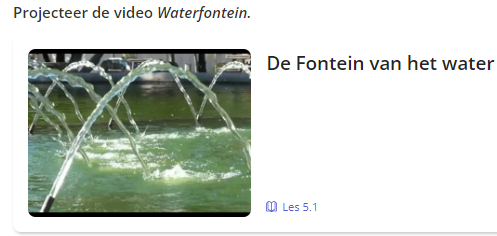 Projecteer de video Waterfontein.
De Fontein van het water
Les 5.1